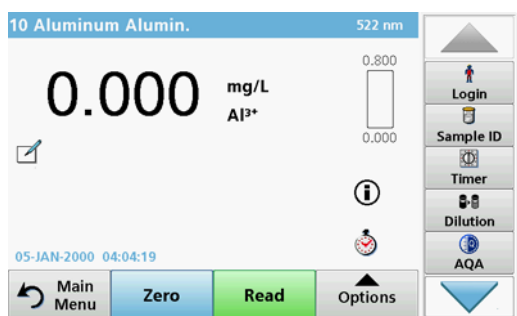 10 Aluminum Alumin.
522 nm
0.800
0.000
mg/L
Al³⁺
0.000
05-JAN-2000 04:04:19
Main
Menu
Zero
Read
Options
Login
Sample ID
Timer
Dilution
AQA